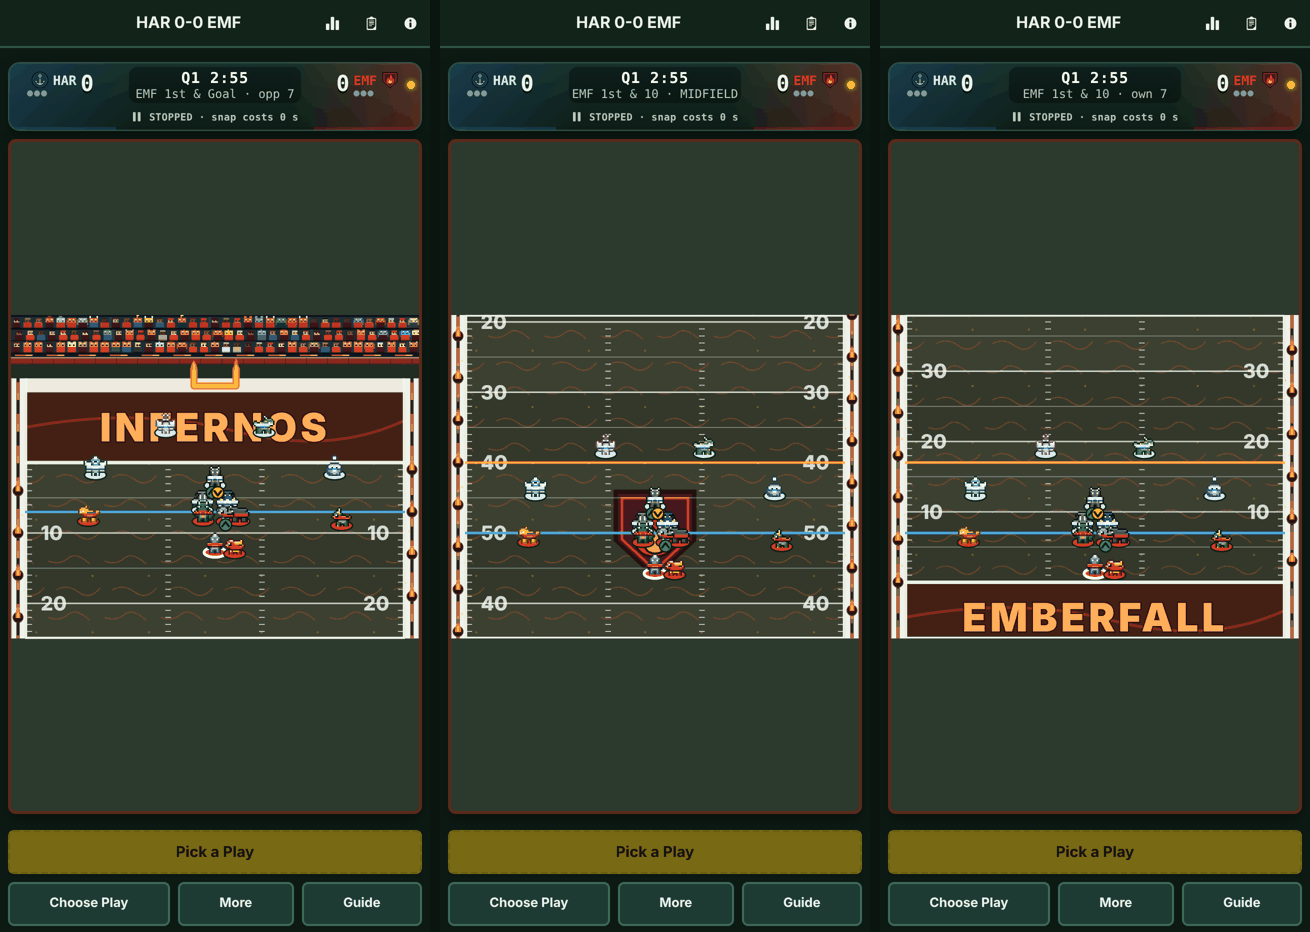 HAR 0-0 EMF
HAR 0
Q1 2:55
0 EMF
EMF 1st & Goal · opp 7
STOPPED · snap costs 0 s
INFERNOS
10 10
20 20
Pick a Play
Choose Play
More
Guide
HAR 0-0 EMF
HAR 0
Q1 2:55
0 EMF
EMF 1st & 10 · MIDFIELD
STOPPED · snap costs 0 s
20 20
30 30
40 40
50 50
40 40
Pick a Play
Choose Play
More
Guide
HAR 0-0 EMF
HAR 0
Q1 2:55
0 EMF
EMF 1st & 10 · own 7
STOPPED · snap costs 0 s
30 30
20 20
10 10
EMBERFALL
Pick a Play
Choose Play
More
Guide